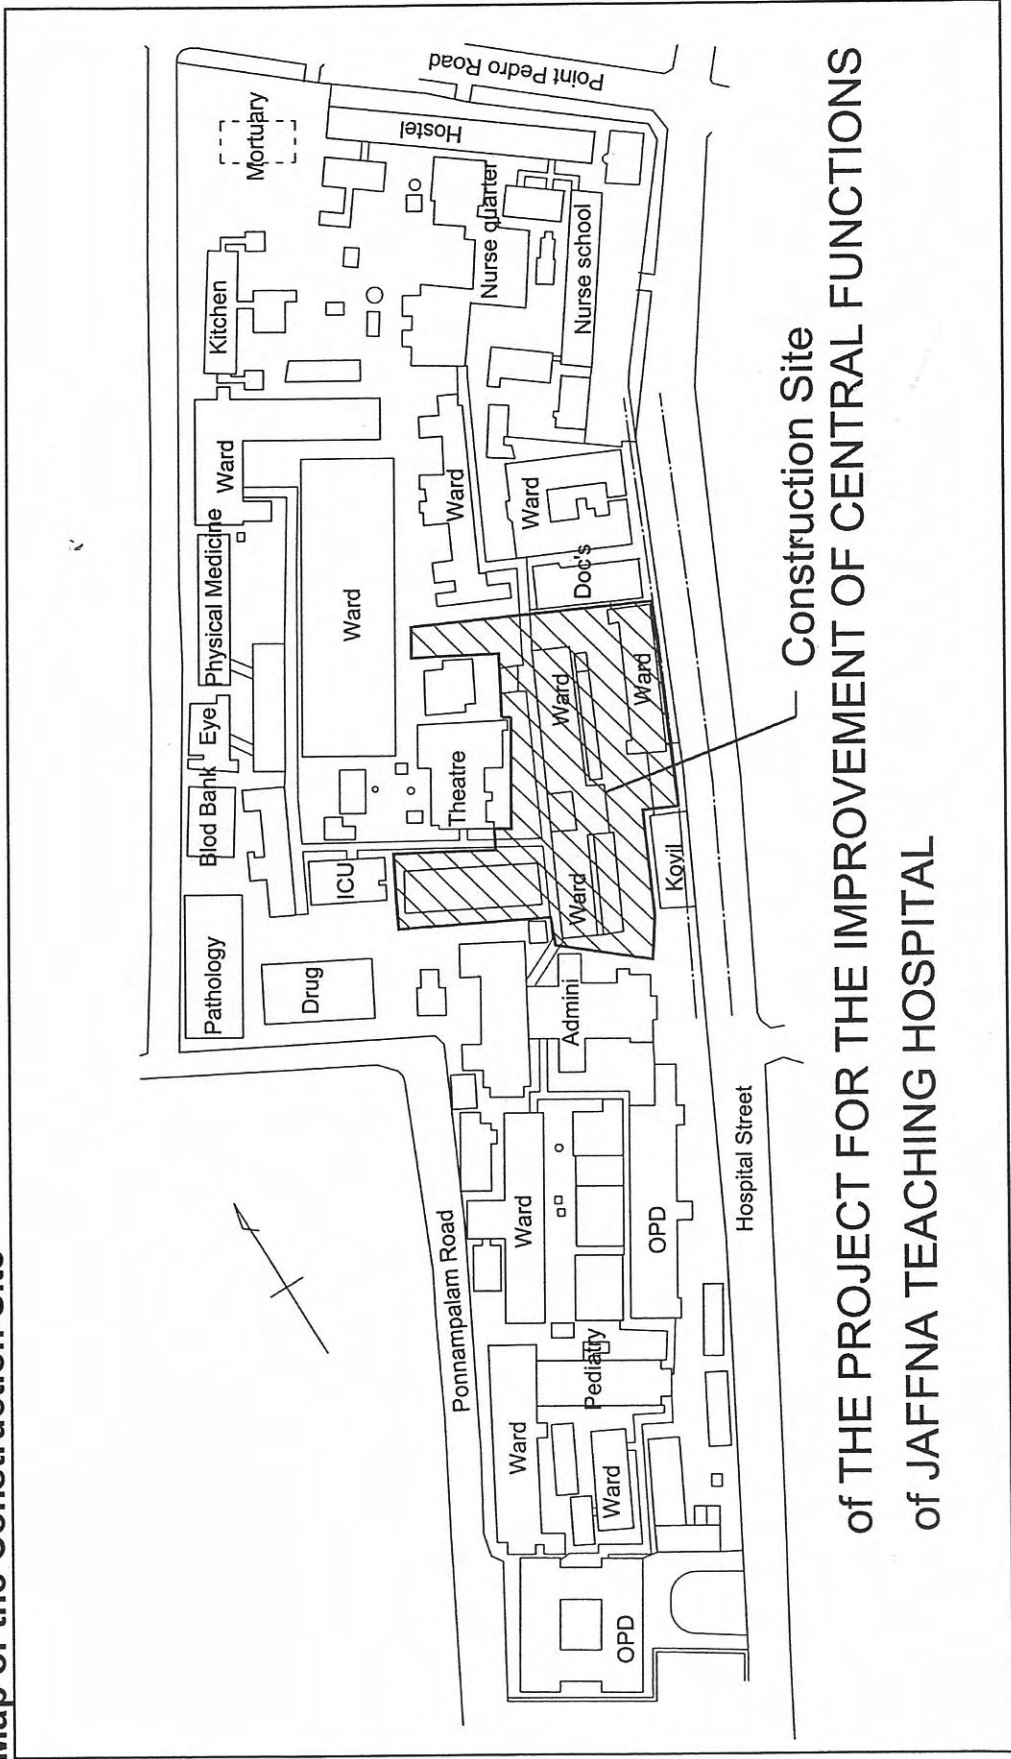 Map of the Construction Site
Point Pedro Road
Mortuary
Hostel
Kitchen
Nurse quarter
Nurse school
Ward
Physical Medicine
Ward
Ward
Ward
Doc's
Eye
Blod Bank
Theatre
Ward
Ward
ICU
Ward
Koyil
Pathology
Drug
Admini
Ponnampalam Road
Ward
OPD
Hospital Street
Ward
Pediatry
Ward
OPD
Construction Site
of THE PROJECT FOR THE IMPROVEMENT OF CENTRAL FUNCTIONS
of JAFFNA TEACHING HOSPITAL